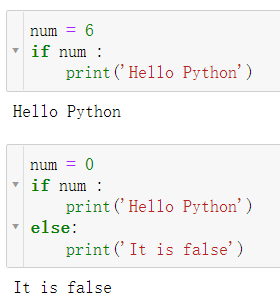 num = 6
if num :
    print('Hello Python')
Hello Python
num = 0
if num :
    print('Hello Python')
else:
    print('It is false')
It is false